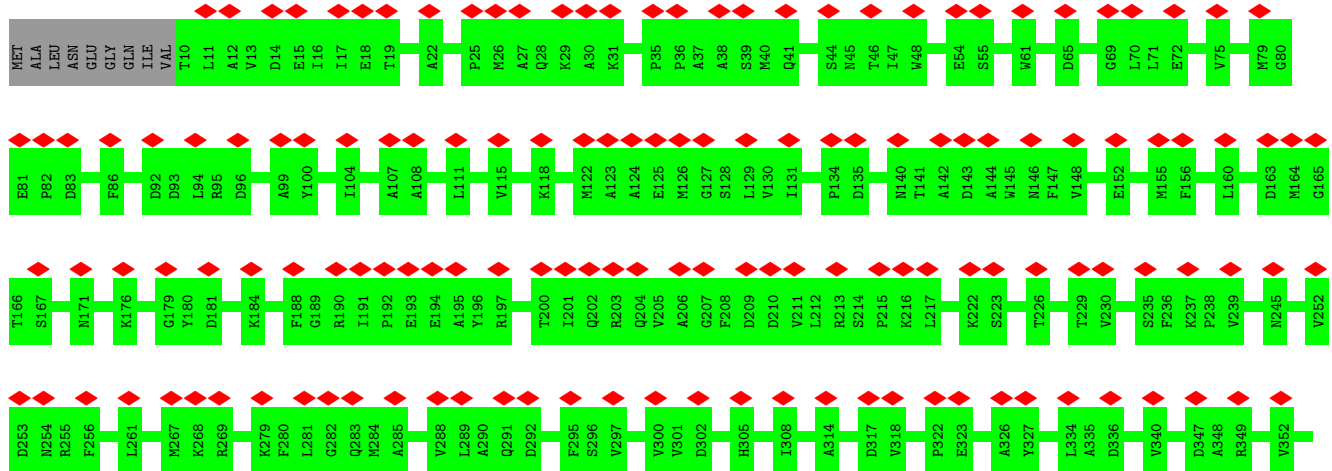 MET ALA LEU ASN GLU GLY GLN ILE VAL T10 L11 A12 V13 D14 E15 I16 I17 E18 T19 A22 P25 M26 A27 Q28 K29 A30 K31 P35 P36 A37 A38 S39 M40 Q41 S44 N45 T46 I47 W48 E54 S55 W61 D65 G69 L70 L71 E72 V75 M79 G80
E81 P82 D83 F86 D92 D93 L94 R95 D96 A99 Y100 I104 A107 A108 L111 V115 K118 M122 A123 A124 E125 M126 G127 S128 L129 V130 I131 P134 D135 N140 T141 A142 D143 A144 W145 N146 F147 V148 E152 M155 F156 L160 D163 M164 G165
T166 S167 N171 K176 G179 Y180 D181 K184 F188 G189 R190 I191 P192 E193 E194 A195 Y196 R197 T200 I201 Q202 R203 Q204 V205 A206 G207 F208 D209 D210 V211 L212 R213 S214 P215 K216 L217 K222 S223 T226 T229 V230 S235 F236 K237 P238 V239 N245 V252
D253 N254 R255 F256 L261 M267 K268 R269 K279 F280 L281 G282 Q283 M284 A285 V288 L289 A290 Q291 D292 F295 S296 V297 V300 V301 D302 H305 I308 A314 D317 V318 P322 E323 A326 Y327 L334 A335 D336 V340 D347 A348 R349 V352